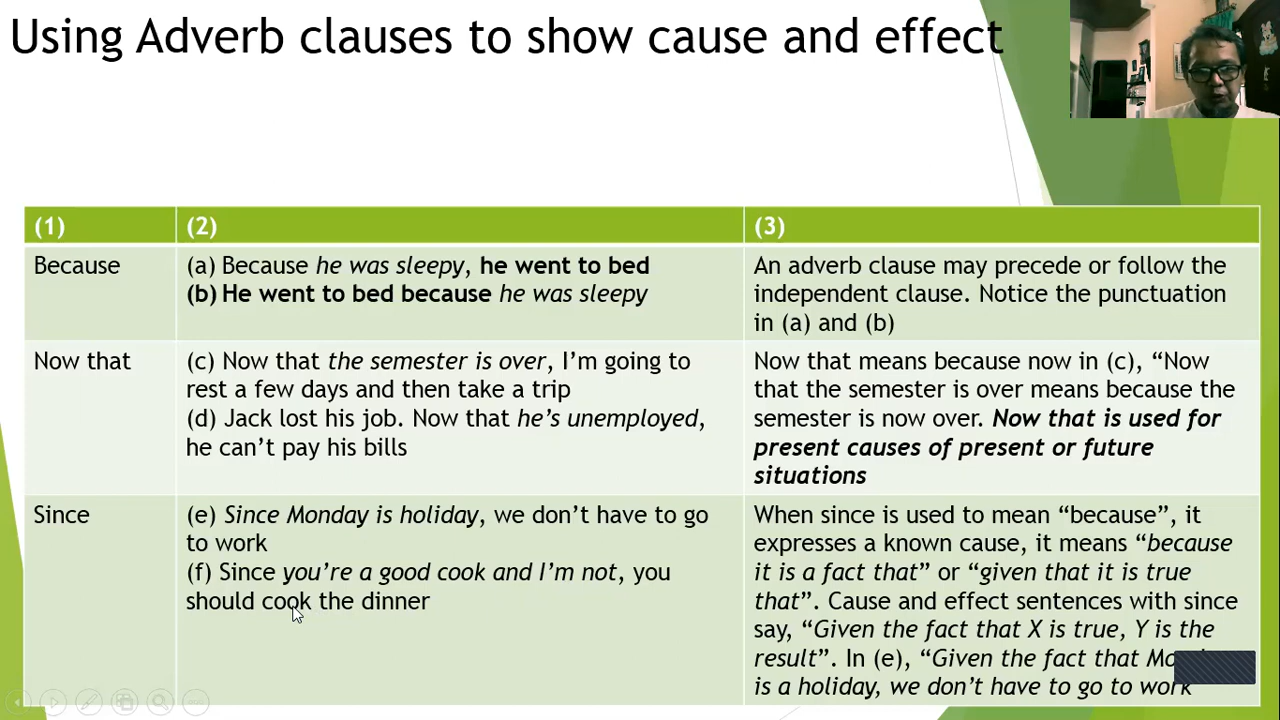 Using Adverb clauses to show cause and effect
(1)
(2)
(3)
Because
(a) Because he was sleepy, he went to bed
(b) He went to bed because he was sleepy
An adverb clause may precede or follow the
independent clause. Notice the punctuation
in (a) and (b)
Now that
(c) Now that the semester is over, I’m going to
rest a few days and then take a trip
(d) Jack lost his job. Now that he’s unemployed,
he can’t pay his bills
Now that means because now in (c), “Now
that the semester is over means because the
semester is now over. Now that is used for
present causes of present or future
situations
Since
(e) Since Monday is holiday, we don’t have to go
to work
(f) Since you’re a good cook and I’m not, you
should cook the dinner
When since is used to mean “because”, it
expresses a known cause, it means “because
it is a fact that” or “given that it is true
that”. Cause and effect sentences with since
say, “Given the fact that X is true, Y is the
result”. In (e), “Given the fact that
is a holiday, we don’t have to go to work